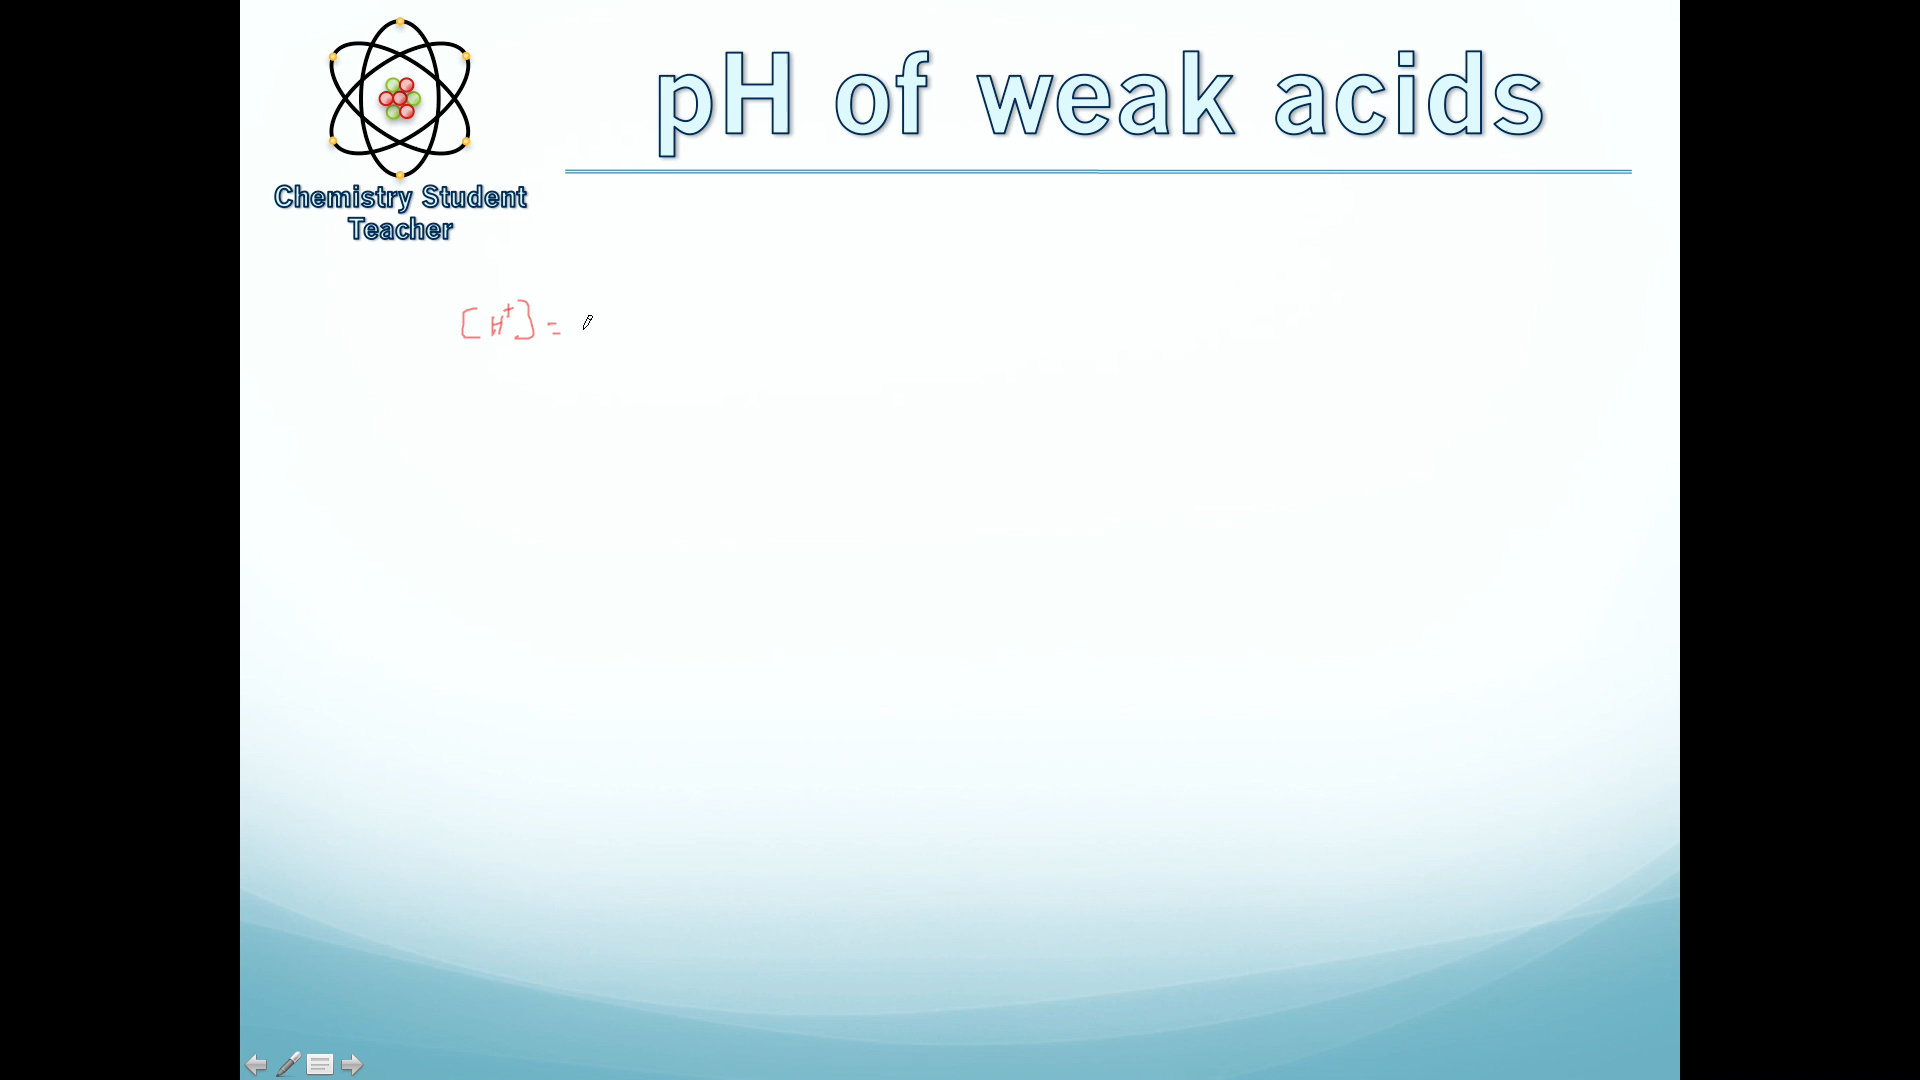 pH of weak acids
Chemistry Student
Teacher
[H⁺] =